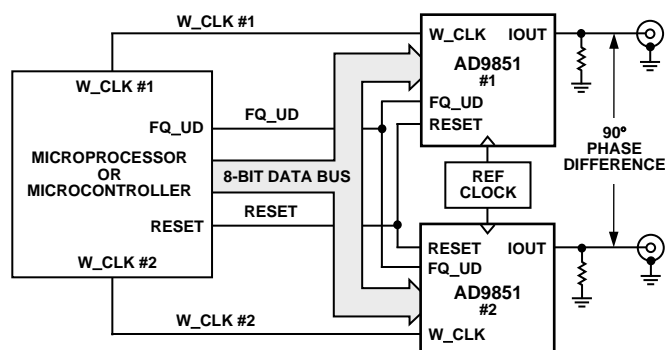 W_CLK #1
W_CLK #1
FQ_UD
MICROPROCESSOR
OR
MICROCONTROLLER
RESET
W_CLK #2
FQ_UD
8-BIT DATA BUS
RESET
W_CLK #2
W_CLK IOUT
AD9851
#1
FQ_UD
RESET
REF
CLOCK
RESET IOUT
FQ_UD
AD9851
#2
W_CLK
90°
PHASE
DIFFERENCE